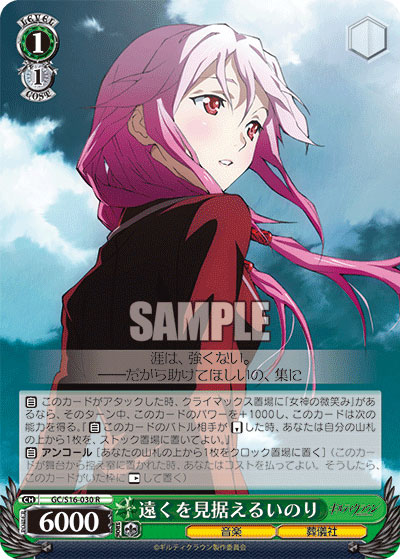 LEVEL
1
1
COST
SAMPLE
涯は、強くない。
――だから助けてほしいの、集に
自 このカードがアタックした時、クライマックス置場に「女神の微笑み」が
あるなら、そのターン中、このカードのパワーを＋1000し、このカードは次の
能力を得る。『自 このカードのバトル相手が した時、あなたは自分の山札
の上から1枚を、ストック置場に置いてよい。』
自 アンコール ［あなたの山札の上から1枚をクロック置場に置く］ （このカード
が舞台から控え室に置かれた時、あなたはコストを払ってよい。そうしたら、
このカードがいた枠にレストして置く）
CH GC/S16-030 R
遠くを見据えるいのり
ギルティクラウン
6000
音楽
葬儀社
©ギルティクラウン製作委員会